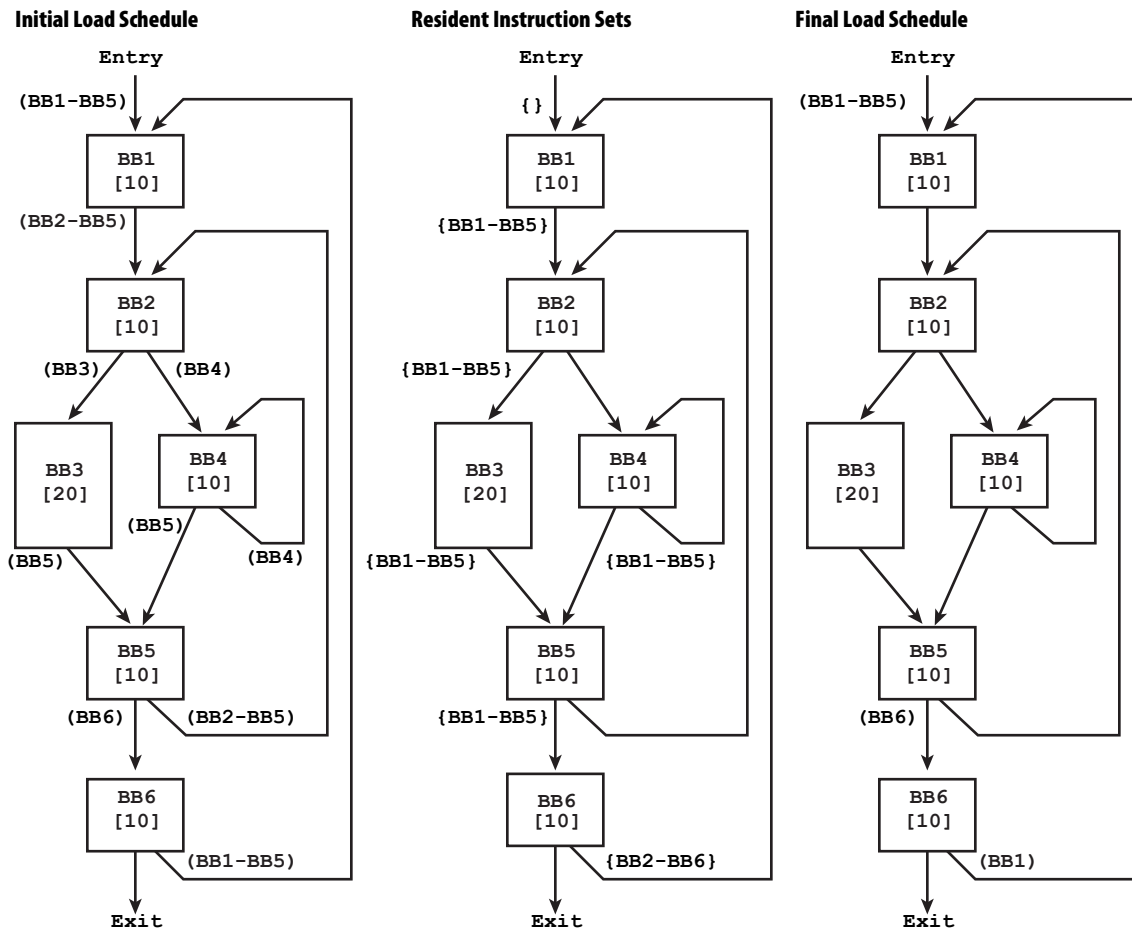 Initial Load Schedule
Entry
(BB1-BB5)
BB1
[10]
(BB2-BB5)
BB2
[10]
(BB3)
(BB4)
BB3
[20]
BB4
[10]
(BB5)
(BB5)
(BB4)
BB5
[10]
(BB6)
(BB2-BB5)
BB6
[10]
(BB1-BB5)
Exit
Resident Instruction Sets
Entry
{}
BB1
[10]
{BB1-BB5}
BB2
[10]
{BB1-BB5}
BB3
[20]
BB4
[10]
{BB1-BB5}
{BB1-BB5}
BB5
[10]
{BB1-BB5}
BB6
[10]
{BB2-BB6}
Exit
Final Load Schedule
Entry
(BB1-BB5)
BB1
[10]
BB2
[10]
BB3
[20]
BB4
[10]
BB5
[10]
(BB6)
BB6
[10]
(BB1)
Exit